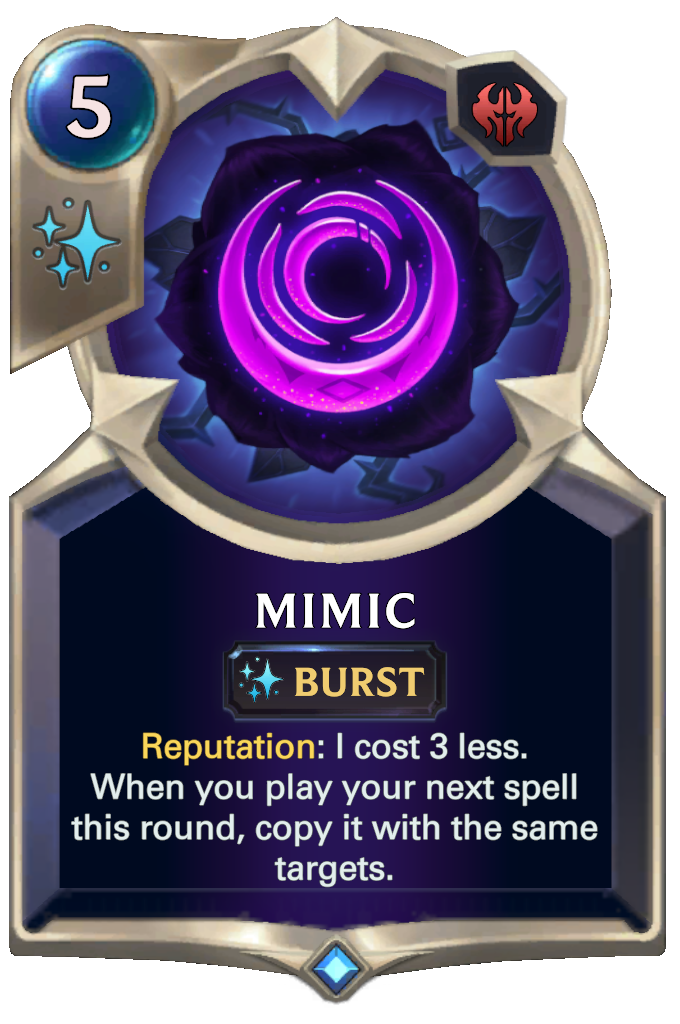 5
MIMIC
BURST
Reputation: I cost 3 less.
When you play your next spell
this round, copy it with the same
targets.